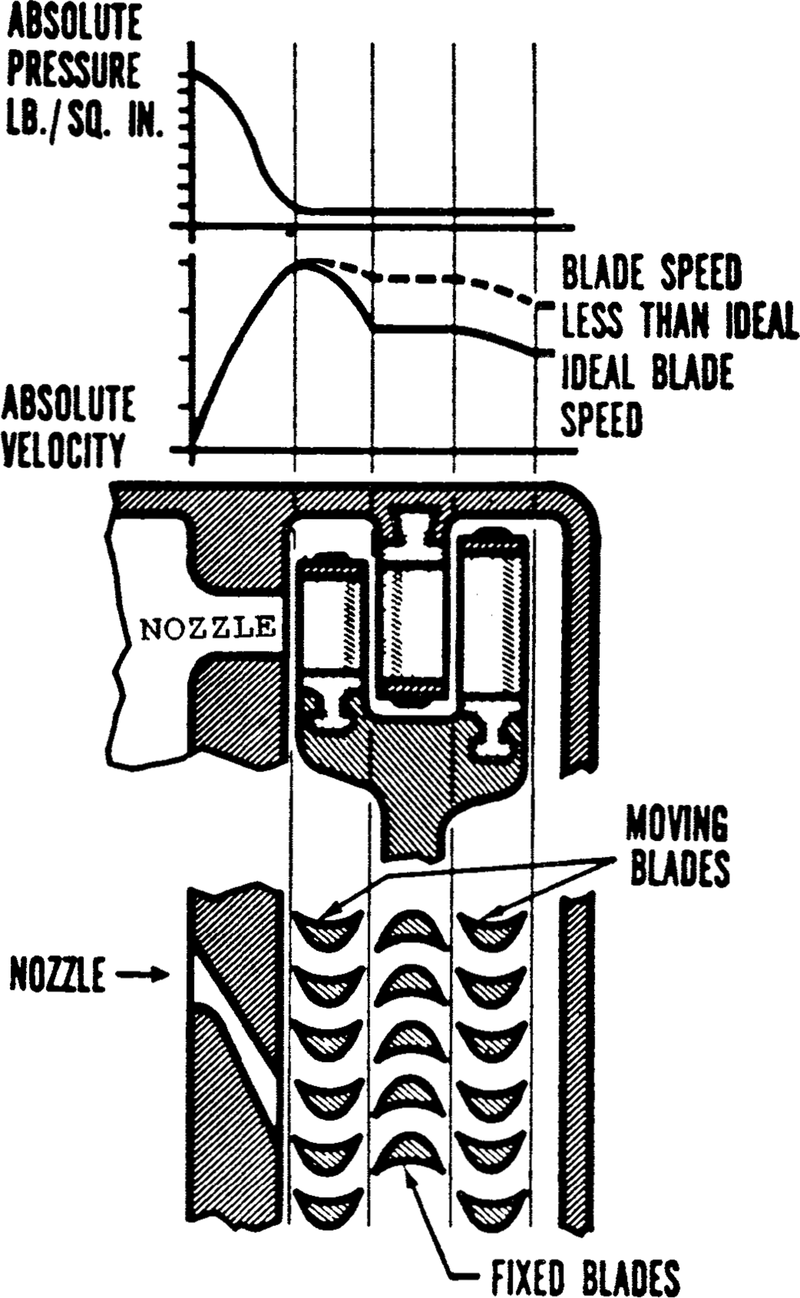 ABSOLUTE
PRESSURE
LB./SQ. IN.
BLADE SPEED
LESS THAN IDEAL
IDEAL BLADE
SPEED
ABSOLUTE
VELOCITY
NOZZLE
MOVING
BLADES
NOZZLE
FIXED BLADES